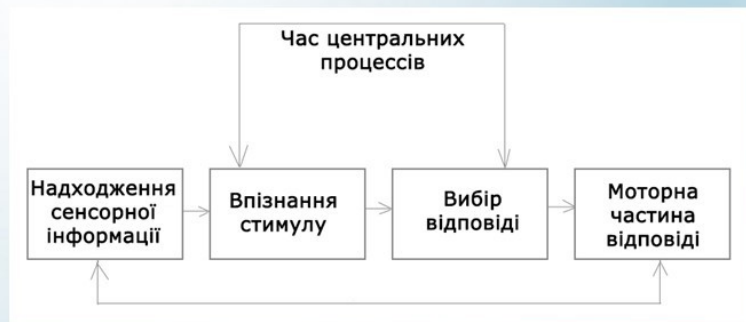 Час центральних
процессів
Надходження
сенсорної
інформації
Впізнання
стимулу
Вибір
відповіді
Моторна
частина
відповіді